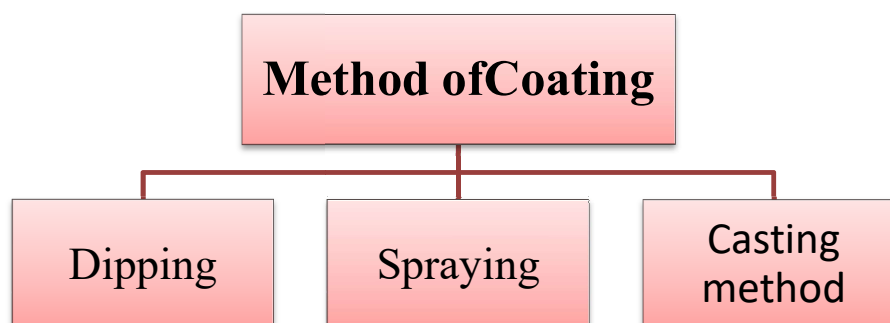 Method ofCoating
Dipping
Spraying
Casting
method